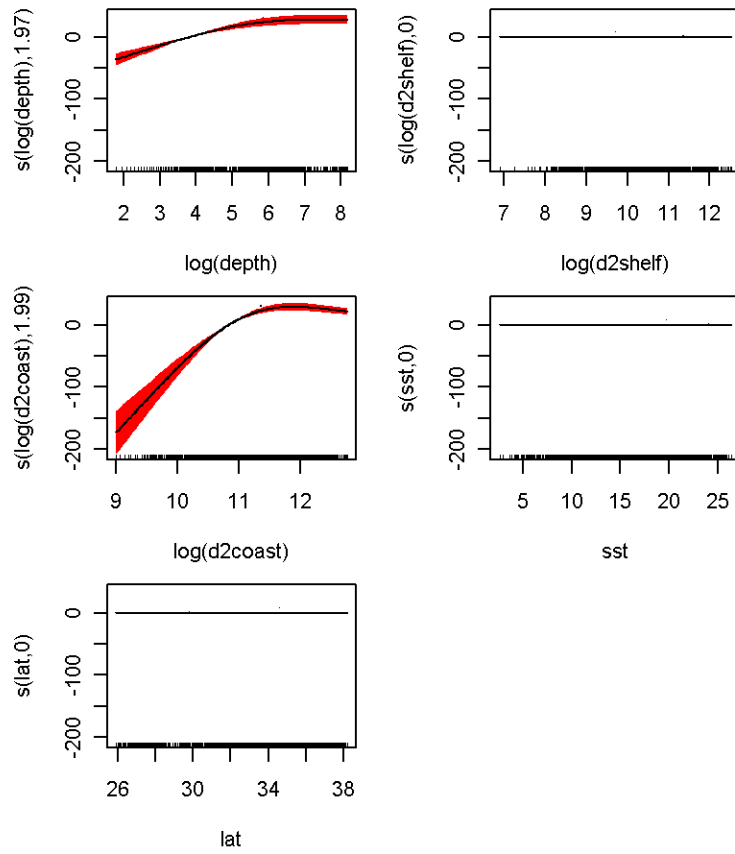 s(log(depth),1.97)
0
-100
-200
2 3 4 5 6 7 8
log(depth)
s(log(d2shelf),0)
0
-100
-200
7 8 9 10 11 12
log(d2shelf)
s(log(d2coast),1.99)
0
-100
-200
9 10 11 12
log(d2coast)
s(sst,0)
0
-100
-200
5 10 15 20 25
sst
s(lat,0)
0
-100
-200
26 30 34 38
lat